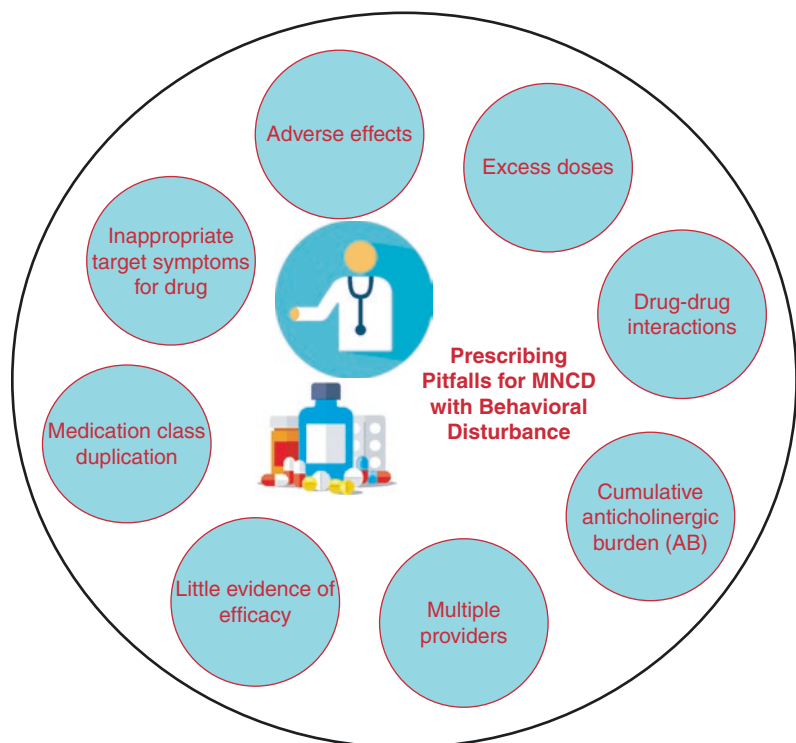 Adverse effects
Excess doses
Inappropriate
target symptoms
for drug
Drug-drug
interactions
Prescribing
Pitfalls for MNCD
with Behavioral
Disturbance
Medication class
duplication
Cumulative
anticholinergic
burden (AB)
Little evidence of
efficacy
Multiple
providers